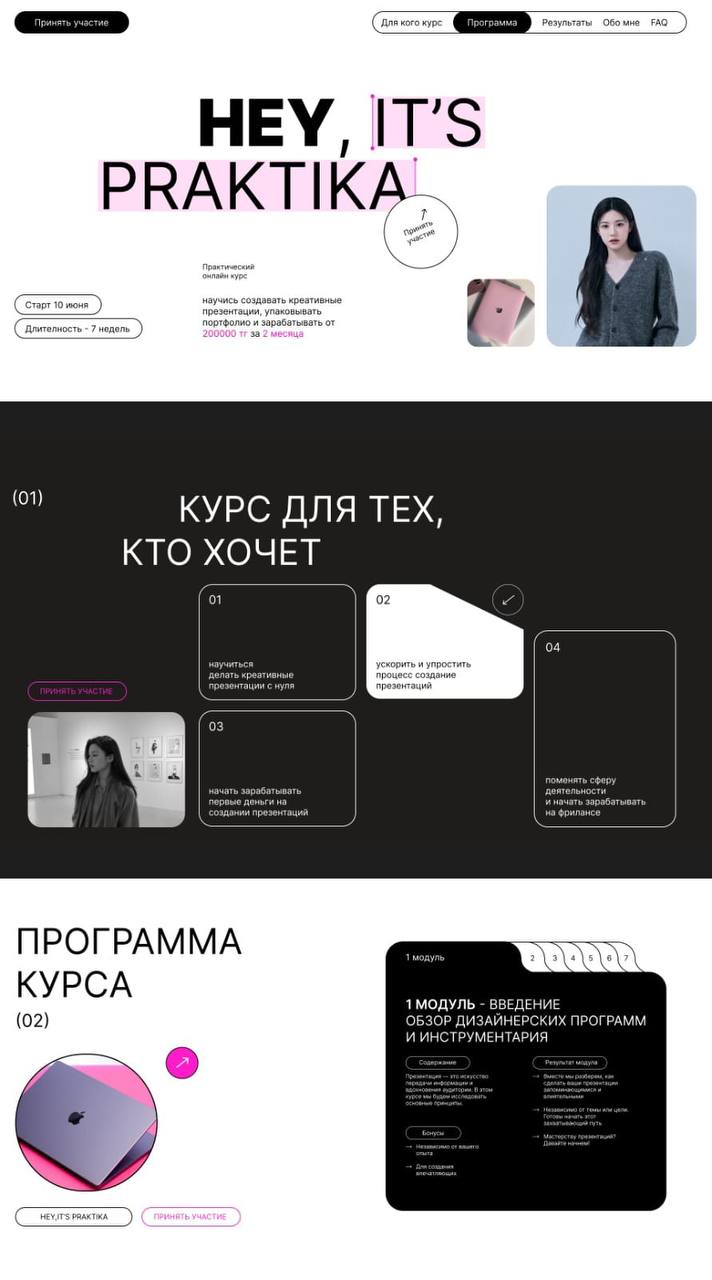 Принять участие
Для кого курс
Программа
Результаты
Обо мне
FAQ
HEY, IT'S
PRAKTIKA
Принять
участие
Практический
онлайн курс
Старт 10 июня
Длителность - 7 недель
научись создавать креативные
презентации, упаковывать
портфолио и зарабатывать от
200000 тг за 2 месяца
(01)
КУРС ДЛЯ ТЕХ,
КТО ХОЧЕТ
01
научиться
делать креативные
презентации с нуля
02
ускорить и упростить
процесс создание
презентаций
03
начать зарабатывать
первые деньги на
создании презентаций
04
поменять сферу
деятельности
и начать зарабатывать
на фрилансе
ПРИНЯТЬ УЧАСТИЕ
ПРОГРАММА
КУРСА
(02)
HEY,IT'S PRAKTIKA
ПРИНЯТЬ УЧАСТИЕ
1 модуль
2
3
4
5
6
7
1 МОДУЛЬ - ВВЕДЕНИЕ
ОБЗОР ДИЗАЙНЕРСКИХ ПРОГРАММ
И ИНСТРУМЕНТАРИЯ
Содержание
Презентация — это искусство
передачи информации и
вдохновения аудитории. В этом
курсе мы будем исследовать
основные принципы.
Бонусы
Независимо от вашего
опыта
Для создания
впечатляющих
Результат модуля
Вместе мы разберем, как
сделать ваши презентации
запоминающимися и
влиятельными
Независимо от темы или цели.
Готовы начать этот
захватывающий путь
Мастерству презентаций?
Давайте начнем!